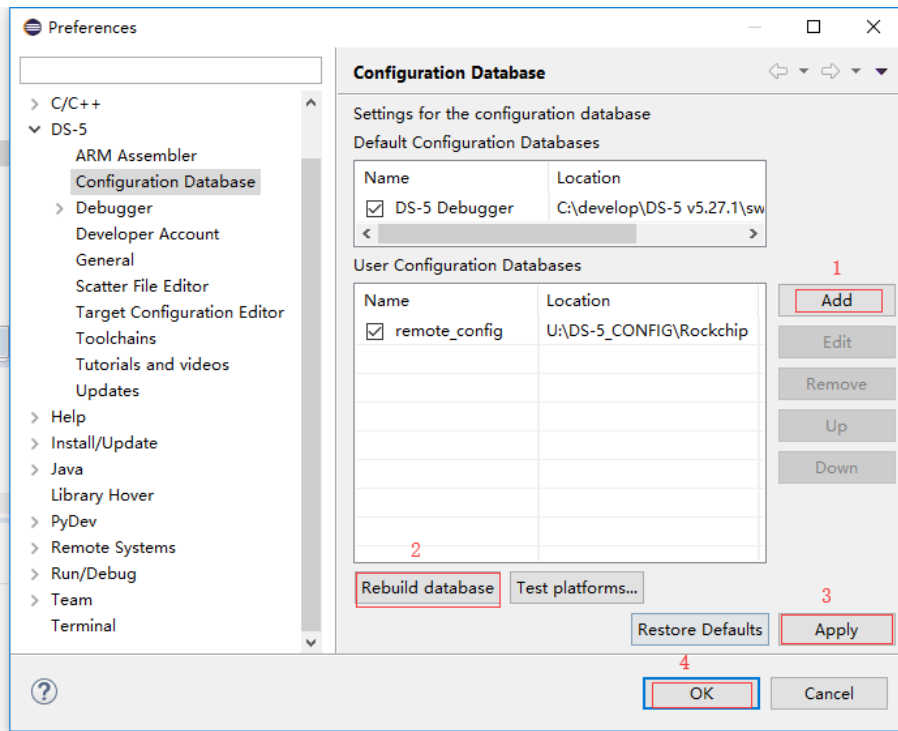 Preferences
C/C++
DS-5
ARM Assembler
Configuration Database
Debugger
Developer Account
General
Scatter File Editor
Target Configuration Editor
Toolchains
Tutorials and videos
Updates
Help
Install/Update
Java
Library Hover
PyDev
Remote Systems
Run/Debug
Team
Terminal
Configuration Database
Settings for the configuration database
Default Configuration Databases
Name Location
DS-5 Debugger C:\develop\DS-5 v5.27.1\sw
User Configuration Databases
1
Name Location
remote_config U:\DS-5_CONFIG\Rockchip
Add
Edit
Remove
Up
Down
2
Rebuild database Test platforms...
3
Restore Defaults Apply
4
OK Cancel